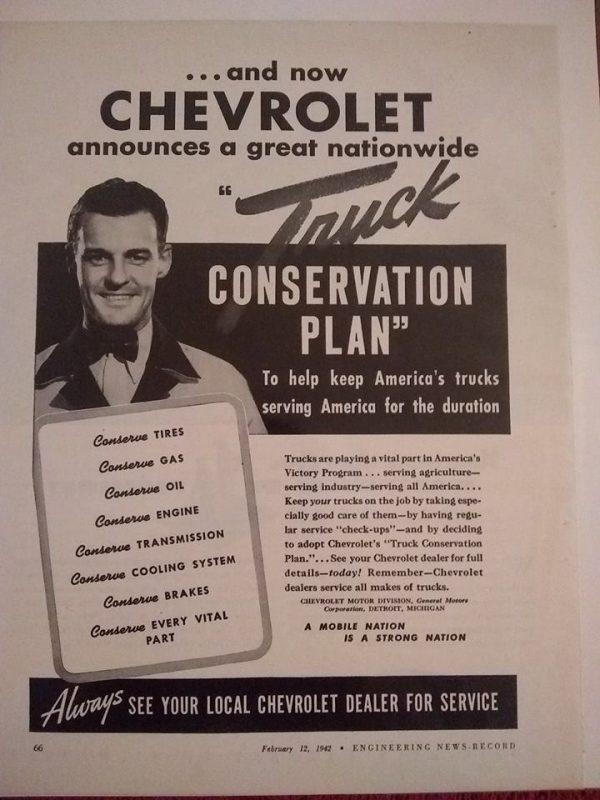 ...and now
CHEVROLET
announces a great nationwide
"Truck
CONSERVATION
PLAN"
To help keep America's trucks
serving America for the duration
Conserve TIRES
Conserve GAS
Conserve OIL
Conserve ENGINE
Conserve TRANSMISSION
Conserve COOLING SYSTEM
Conserve BRAKES
Conserve EVERY VITAL
PART
Trucks are playing a vital part in America's
Victory Program . . . serving agriculture—
serving industry—serving all America. . . .
Keep your trucks on the job by taking espe-
cially good care of them—by having regu-
lar service "check-ups"—and by deciding
to adopt Chevrolet's "Truck Conservation
Plan."... See your Chevrolet dealer for full
details—today! Remember—Chevrolet
dealers service all makes of trucks.
CHEVROLET MOTOR DIVISION, General Motors
Corporation, DETROIT, MICHIGAN
A MOBILE NATION
IS A STRONG NATION
Always SEE YOUR LOCAL CHEVROLET DEALER FOR SERVICE
66
February 12, 1942 • ENGINEERING NEWS-RECORD